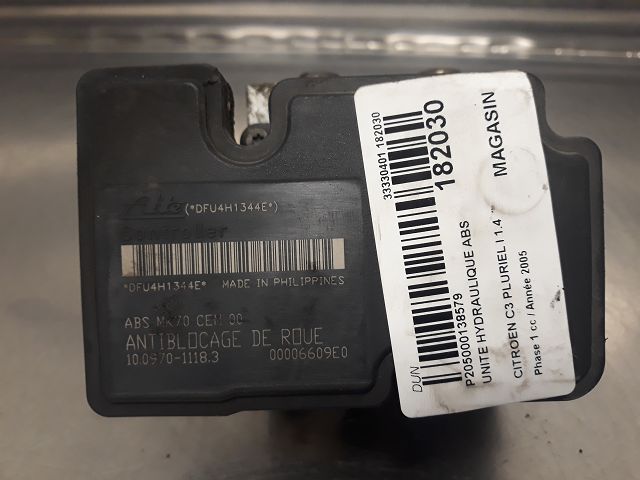 Ate (*DFU4H1344E*)
Controller
*DFU4H1344E* MADE IN PHILIPPINES
ABS MK70 CEM 00
ANTIBLOCAGE DE ROUE
10.0970-1118.3 00006609E0
33330401 182030
182030
MAGASIN
DUN
P205000138579
UNITE HYDRAULIQUE ABS
CITROEN C3 PLURIEL I 1.4
Phase 1 cc / Année 2005